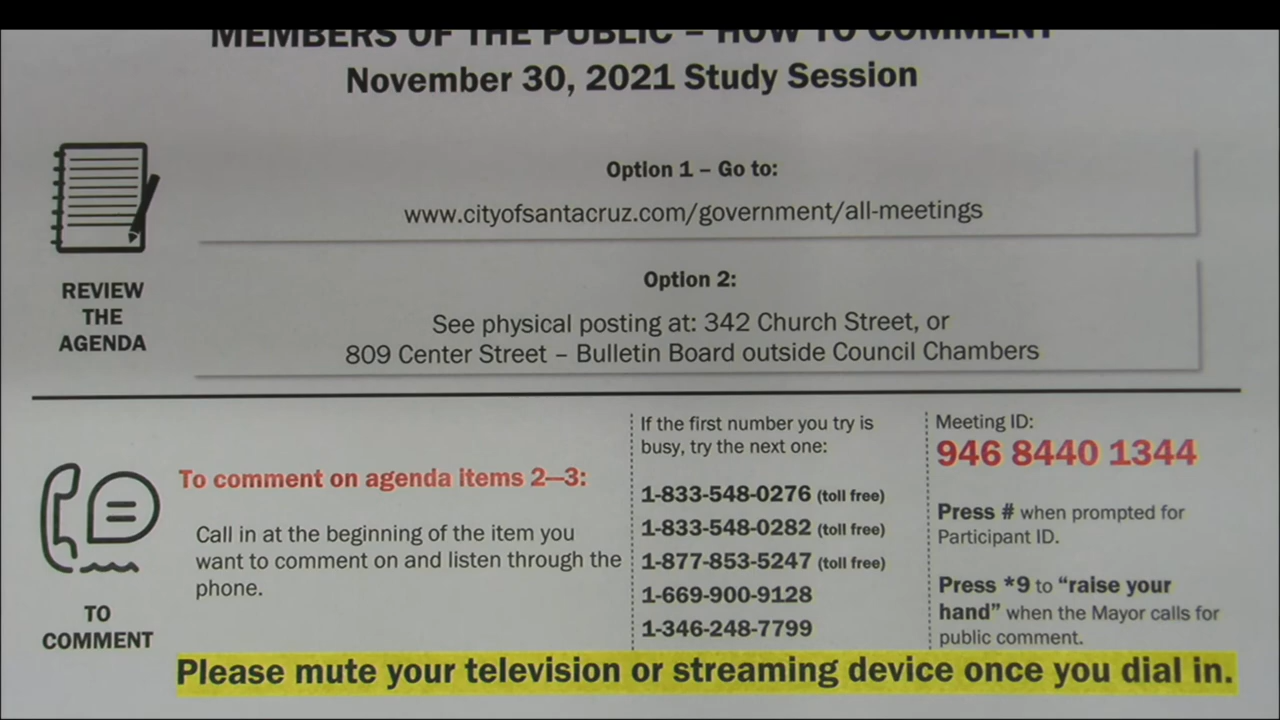 MEMBERS OF THE PUBLIC – HOW TO COMMENT
November 30, 2021 Study Session
Option 1 – Go to:
www.cityofsantacruz.com/government/all-meetings
REVIEW
THE
AGENDA
Option 2:
See physical posting at: 342 Church Street, or
809 Center Street – Bulletin Board outside Council Chambers
To comment on agenda items 2—3:
Call in at the beginning of the item you
want to comment on and listen through the
phone.
TO
COMMENT
If the first number you try is
busy, try the next one:
1-833-548-0276 (toll free)
1-833-548-0282 (toll free)
1-877-853-5247 (toll free)
1-669-900-9128
1-346-248-7799
Meeting ID:
946 8440 1344
Press # when prompted for
Participant ID.
Press *9 to “raise your
hand” when the Mayor calls for
public comment.
Please mute your television or streaming device once you dial in.